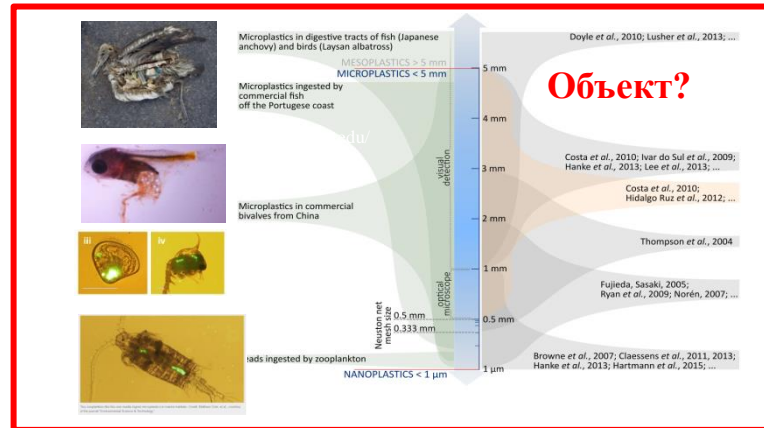 Microplastics in digestive tracts of fish (Japanese
anchovy) and birds (Laysan albatross)
MESOPLASTICS > 5 mm
MICROPLASTICS < 5 mm
Microplastics ingested by
commercial fish
off the Portugese coast
edu/
Microplastics in commercial
bivalves from China
iii
iv
eads ingested by zooplankton
NANOPLASTICS < 1 µm
visual
detection
optical
microscope
Neuston net
mesh size
0.5 mm
0.333 mm
5 mm
4 mm
3 mm
2 mm
1 mm
0.5 mm
1 µm
Объект?
Doyle et al., 2010; Lusher et al., 2013; ...
Costa et al., 2010; Ivar do Sul et al., 2009;
Hanke et al., 2013; Lee et al., 2013; ...
Costa et al., 2010;
Hidalgo Ruz et al., 2012; ...
Thompson et al., 2004
Fujieda, Sasaki, 2005;
Ryan et al., 2009; Norén, 2007; ...
Browne et al., 2007; Claessens et al., 2011, 2013;
Hanke et al., 2013; Hartmann et al., 2015; ...